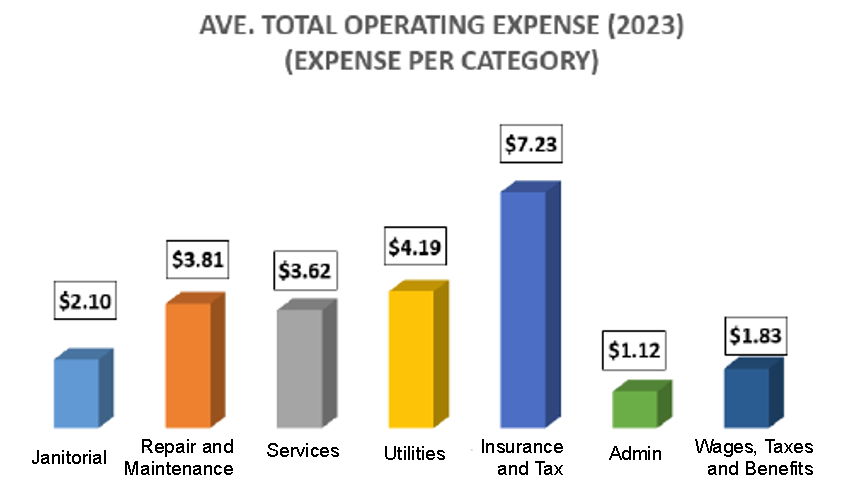 AVE. TOTAL OPERATING EXPENSE (2023)
(EXPENSE PER CATEGORY)
$7.23
$4.19
$3.81
$3.62
$2.10
$1.83
$1.12
Janitorial
Repair and
Maintenance
Services
Utilities
Insurance
and Tax
Admin
Wages, Taxes
and Benefits